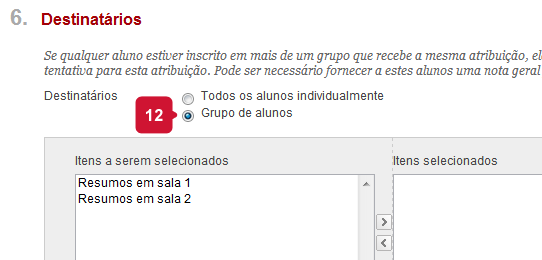 6. Destinatários
Se qualquer aluno estiver inscrito em mais de um grupo que recebe a mesma atribuição, el
tentativa para esta atribuição. Pode ser necessário fornecer a estes alunos uma nota geral
Destinatários
Todos os alunos individualmente
12
Grupo de alunos
Itens a serem selecionados
Itens selecionados
Resumos em sala 1
Resumos em sala 2